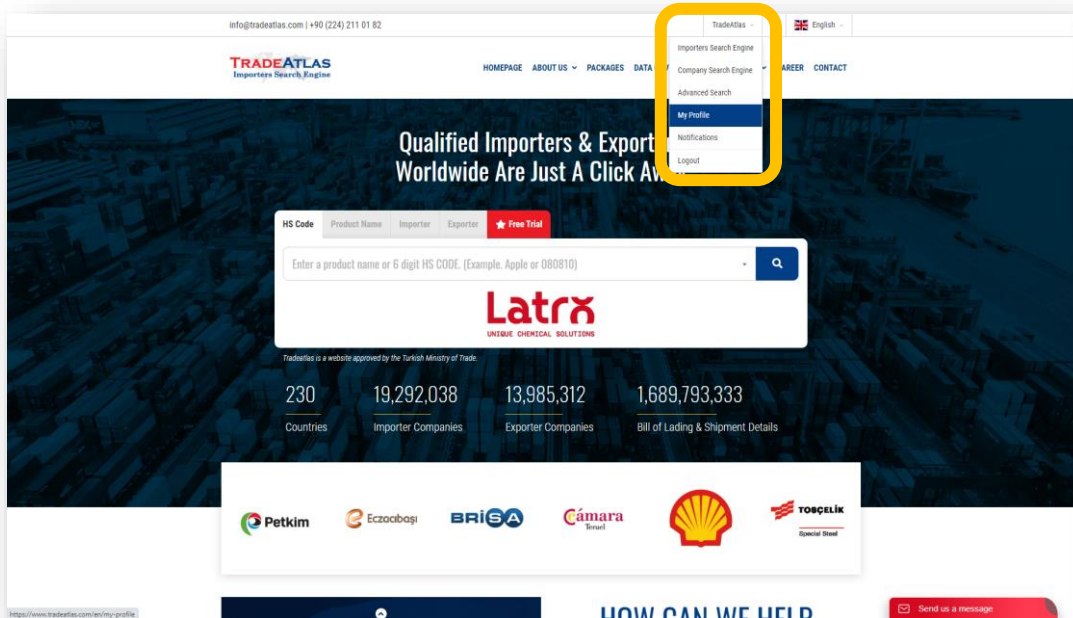 info@tradeatlas.com | +90 (224) 211 01 82
TradeAtlas
English
TRADEATLAS
Importers Search Engine
HOMEPAGE ABOUT US PACKAGES DATA CAREER CONTACT
Importers Search Engine
Company Search Engine
Advanced Search
My Profile
Notifications
Logout
Qualified Importers &
Worldwide Are Just A Click
HS Code Product Name Importer Exporter Free Trial
Enter a product name or 6 digit HS CODE. (Example. Apple or 080810)
Latro
UNIQUE CHEMICAL SOLUTIONS
Tradeatlas is a website approved by the Turkish Ministry of Trade.
230 19,292,038 13,985,312 1,689,793,333
Countries Importer Companies Exporter Companies Bill of Lading & Shipment Details
Petkim
Eczacıbaşı
BRİSA
Cámara
Teruel
TOSÇELİK
Special Steel
HOW CAN WE HELP
Send us a message
https://www.tradeatlas.com/en/my-profile